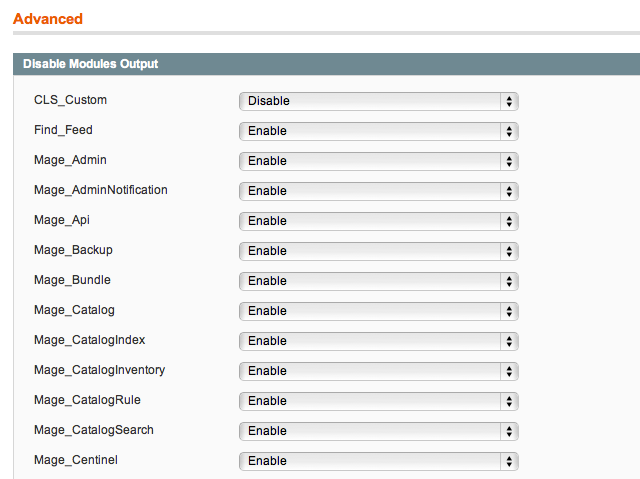 Advanced
Disable Modules Output
CLS_Custom Disable
Find_Feed Enable
Mage_Admin Enable
Mage_AdminNotification Enable
Mage_Api Enable
Mage_Backup Enable
Mage_Bundle Enable
Mage_Catalog Enable
Mage_CatalogIndex Enable
Mage_CatalogInventory Enable
Mage_CatalogRule Enable
Mage_CatalogSearch Enable
Mage_Centinel Enable